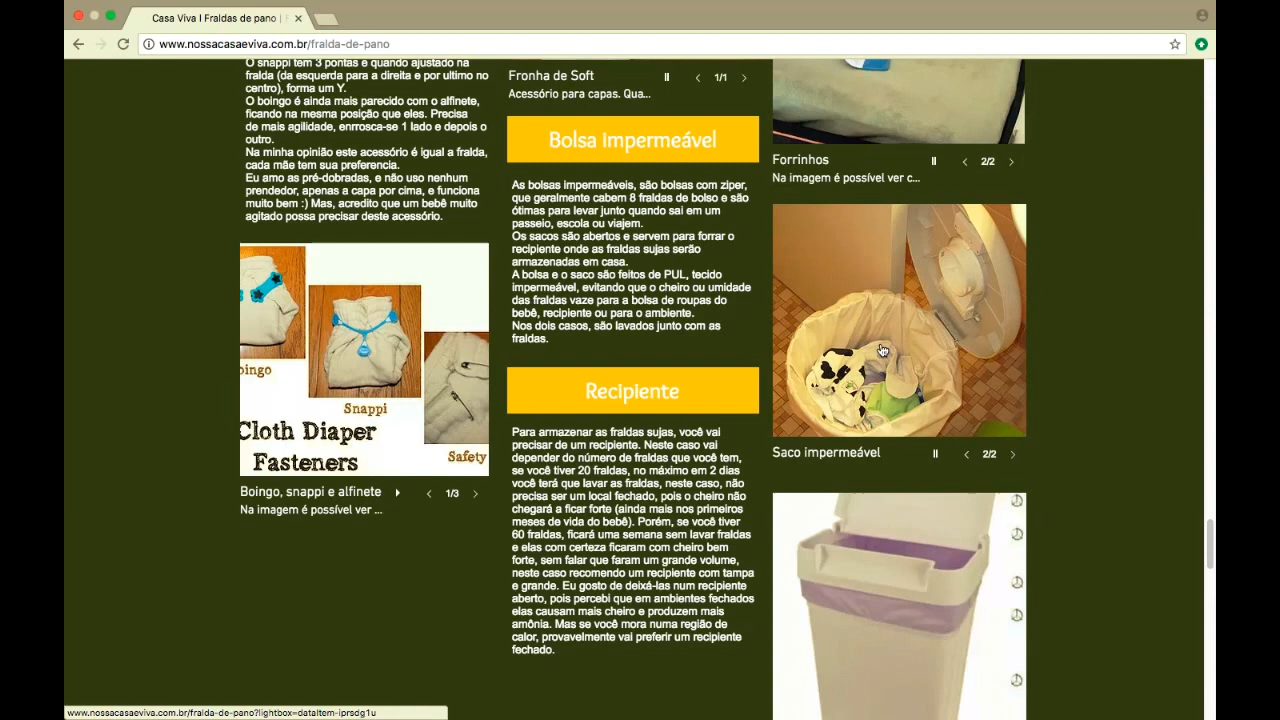 Casa Viva I Fraldas de pano |
www.nossacasaeviva.com.br/fralda-de-pano
O snappi tem 3 pontas e quando ajustado na
fralda (da esquerda para a direita e por ultimo no
centro), forma um Y.
O boingo é ainda mais parecido com o alfinete,
ficando na mesma posição que eles. Precisa
de mais agilidade, enrrosca-se 1 lado e depois o
outro.
Na minha opinião este acessório é igual a fralda,
cada mãe tem sua preferencia.
Eu amo as pré-dobradas, e não uso nenhum
prendedor, apenas a capa por cima, e funciona
muito bem :) Mas, acredito que um bebê muito
agitado possa precisar deste acessório.
oingo
Snappi
Safety
Cloth Diaper
Fasteners
Boingo, snappi e alfinete
1/3
Na imagem é possível ver ...
Fronha de Soft
1/1
Acessório para capas. Qua...
Bolsa Impermeável
As bolsas impermeáveis, são bolsas com ziper,
que geralmente cabem 8 fraldas de bolso e são
ótimas para levar junto quando sai em um
passeio, escola ou viajem.
Os sacos são abertos e servem para forrar o
recipiente onde as fraldas sujas serão
armazenadas em casa.
A bolsa e o saco são feitos de PUL, tecido
impermeável, evitando que o cheiro ou umidade
das fraldas vaze para a bolsa de roupas do
bebê, recipiente ou para o ambiente.
Nos dois casos, são lavados junto com as
fraldas.
Recipiente
Para armazenar as fraldas sujas, você vai
precisar de um recipiente. Neste caso vai
depender do número de fraldas que você tem,
se você tiver 20 fraldas, no máximo em 2 dias
você terá que lavar as fraldas, neste caso, não
precisa ser um local fechado, pois o cheiro não
chegará a ficar forte (ainda mais nos primeiros
meses de vida do bebê). Porém, se você tiver
60 fraldas, ficará uma semana sem lavar fraldas
e elas com certeza ficaram com cheiro bem
forte, sem falar que faram um grande volume,
neste caso recomendo um recipiente com tampa
e grande. Eu gosto de deixá-las num recipiente
aberto, pois percebi que em ambientes fechados
elas causam mais cheiro e produzem mais
amônia. Mas se você mora numa região de
calor, provavelmente vai preferir um recipiente
fechado.
Forrinhos
2/2
Na imagem é possível ver c...
Saco impermeável
2/2
www.nossacasaeviva.com.br/fralda-de-pano?lightbox=dataItem-iprsdg1u